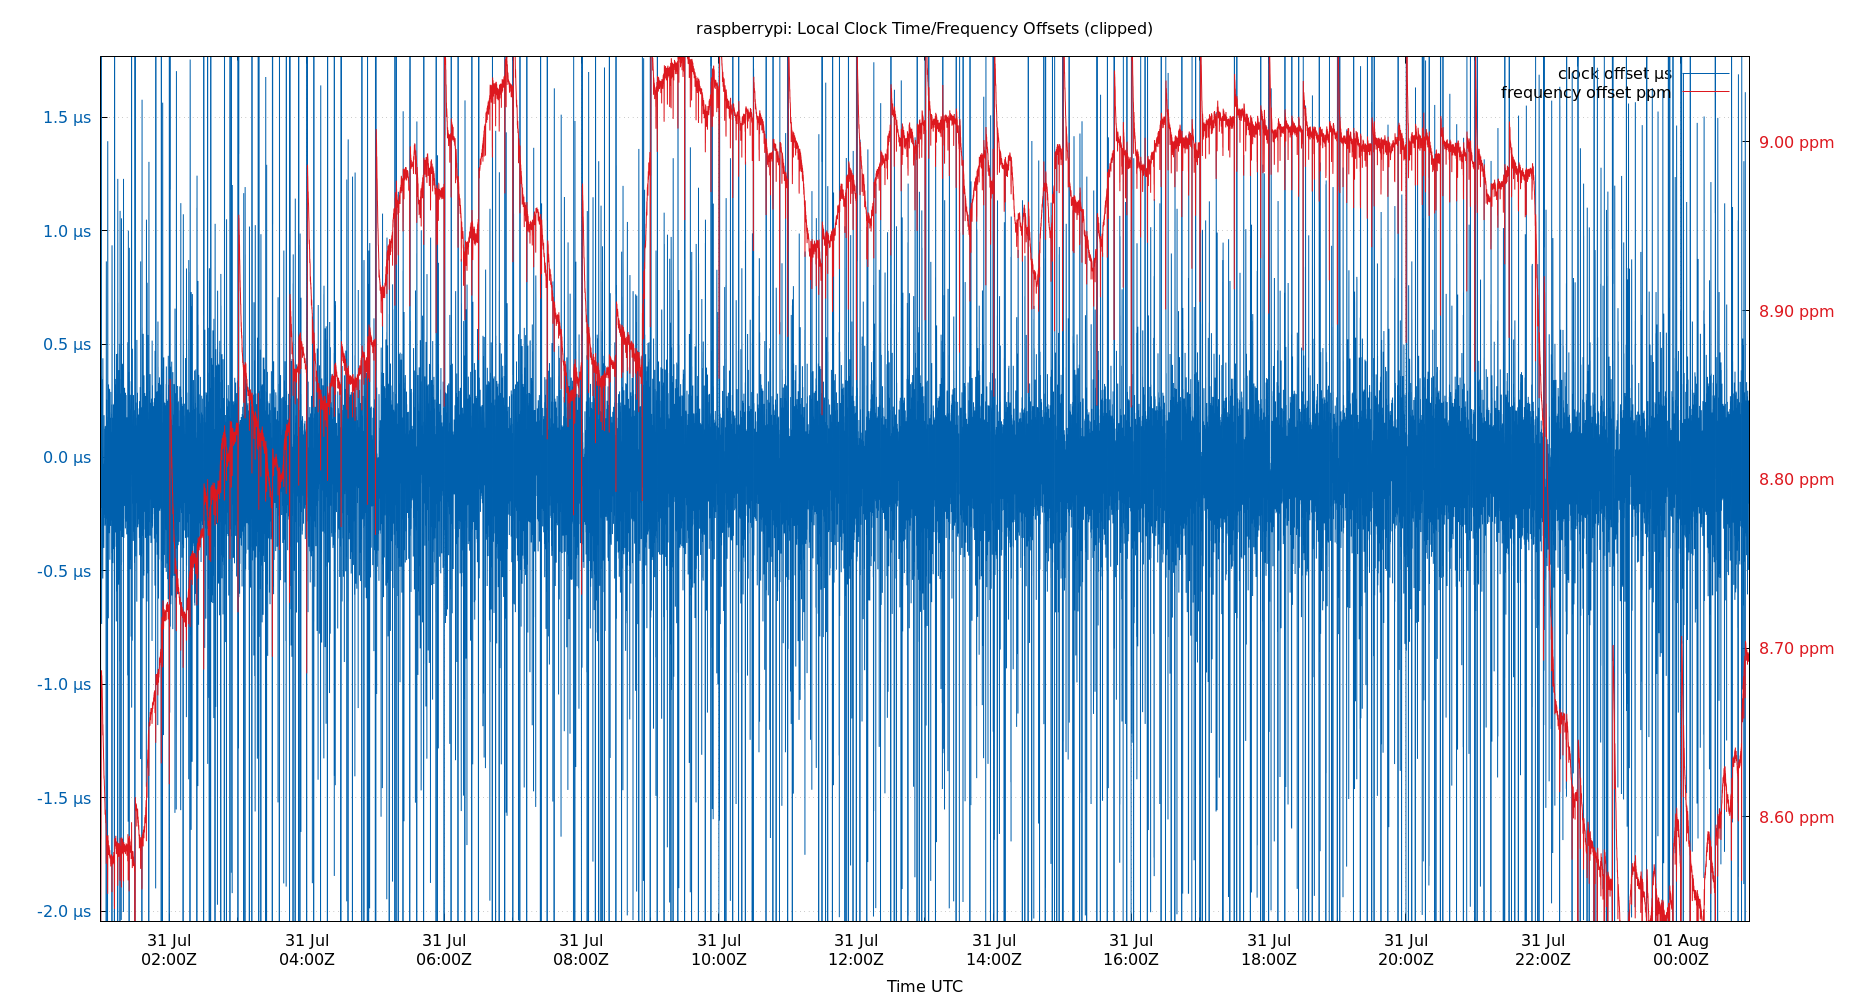 raspberrypi: Local Clock Time/Frequency Offsets (clipped)
clock offset µs
frequency offset ppm
1.5 µs
1.0 µs
0.5 µs
0.0 µs
-0.5 µs
-1.0 µs
-1.5 µs
-2.0 µs
9.00 ppm
8.90 ppm
8.80 ppm
8.70 ppm
8.60 ppm
31 Jul 31 Jul 31 Jul 31 Jul 31 Jul 31 Jul 31 Jul 31 Jul 31 Jul 31 Jul 31 Jul 01 Aug
02:00Z 04:00Z 06:00Z 08:00Z 10:00Z 12:00Z 14:00Z 16:00Z 18:00Z 20:00Z 22:00Z 00:00Z
Time UTC